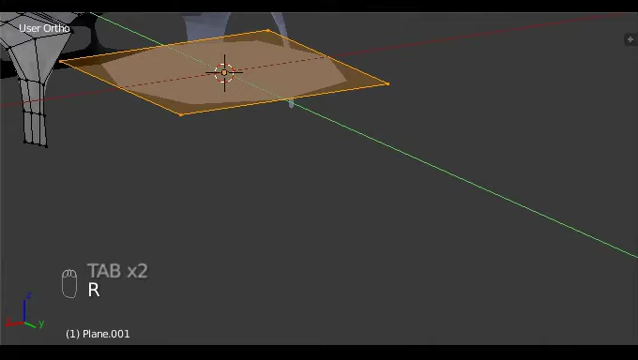 User Ortho
TAB x2
R
z
y
(1) Plane.001